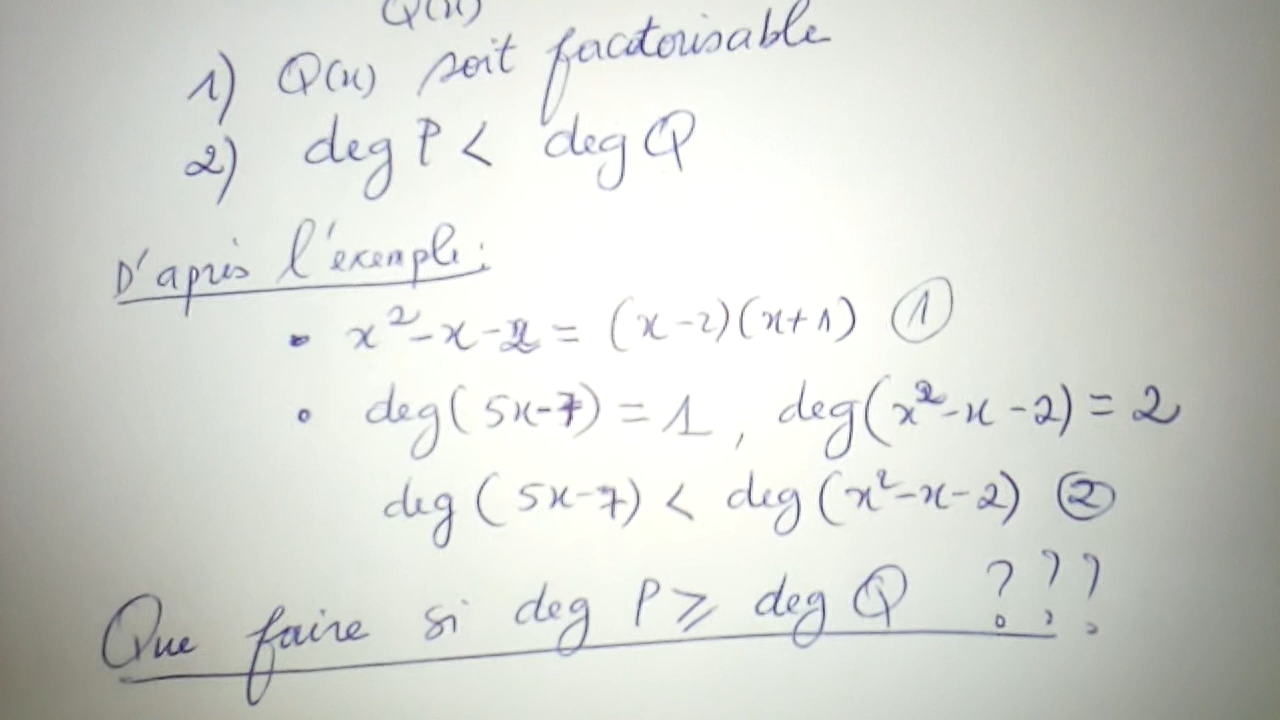 Q(x)
1) Q(x) soit factorisable
2) deg P < deg Q
D'après l'exemple:
• x² - x - 2 = (x - 2)(x + 1) ①
• deg(5x - 7) = 1, deg(x² - x - 2) = 2
deg(5x - 7) < deg(x² - x - 2) ②
Que faire si deg P ⩾ deg Q ???